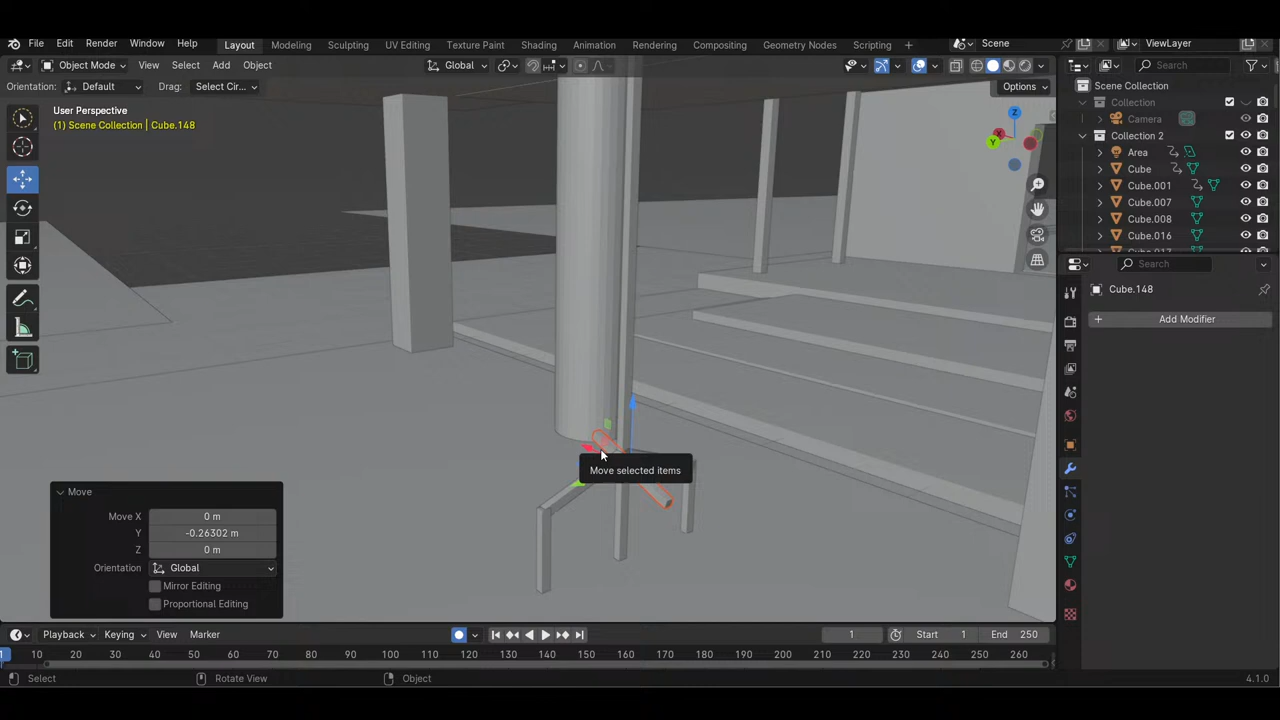 File Edit Render Window Help Layout Modeling Sculpting UV Editing Texture Paint Shading Animation Rendering Compositing Geometry Nodes Scripting + Scene ViewLayer
Object Mode View Select Add Object Global Search
Orientation: Default Drag: Select Cir... Options
User Perspective
(1) Scene Collection | Cube.148
Z
X
Y
Scene Collection
Collection
Camera
Collection 2
Area
Cube
Cube.001
Cube.007
Cube.008
Cube.016
Search
Cube.148
+ Add Modifier
Move selected items
Move
Move X 0 m
Y -0.26302 m
Z 0 m
Orientation Global
Mirror Editing
Proportional Editing
Playback Keying View Marker 1 Start 1 End 250
1 10 20 30 40 50 60 70 80 90 100 110 120 130 140 150 160 170 180 190 200 210 220 230 240 250 260
Select Rotate View Object 4.1.0